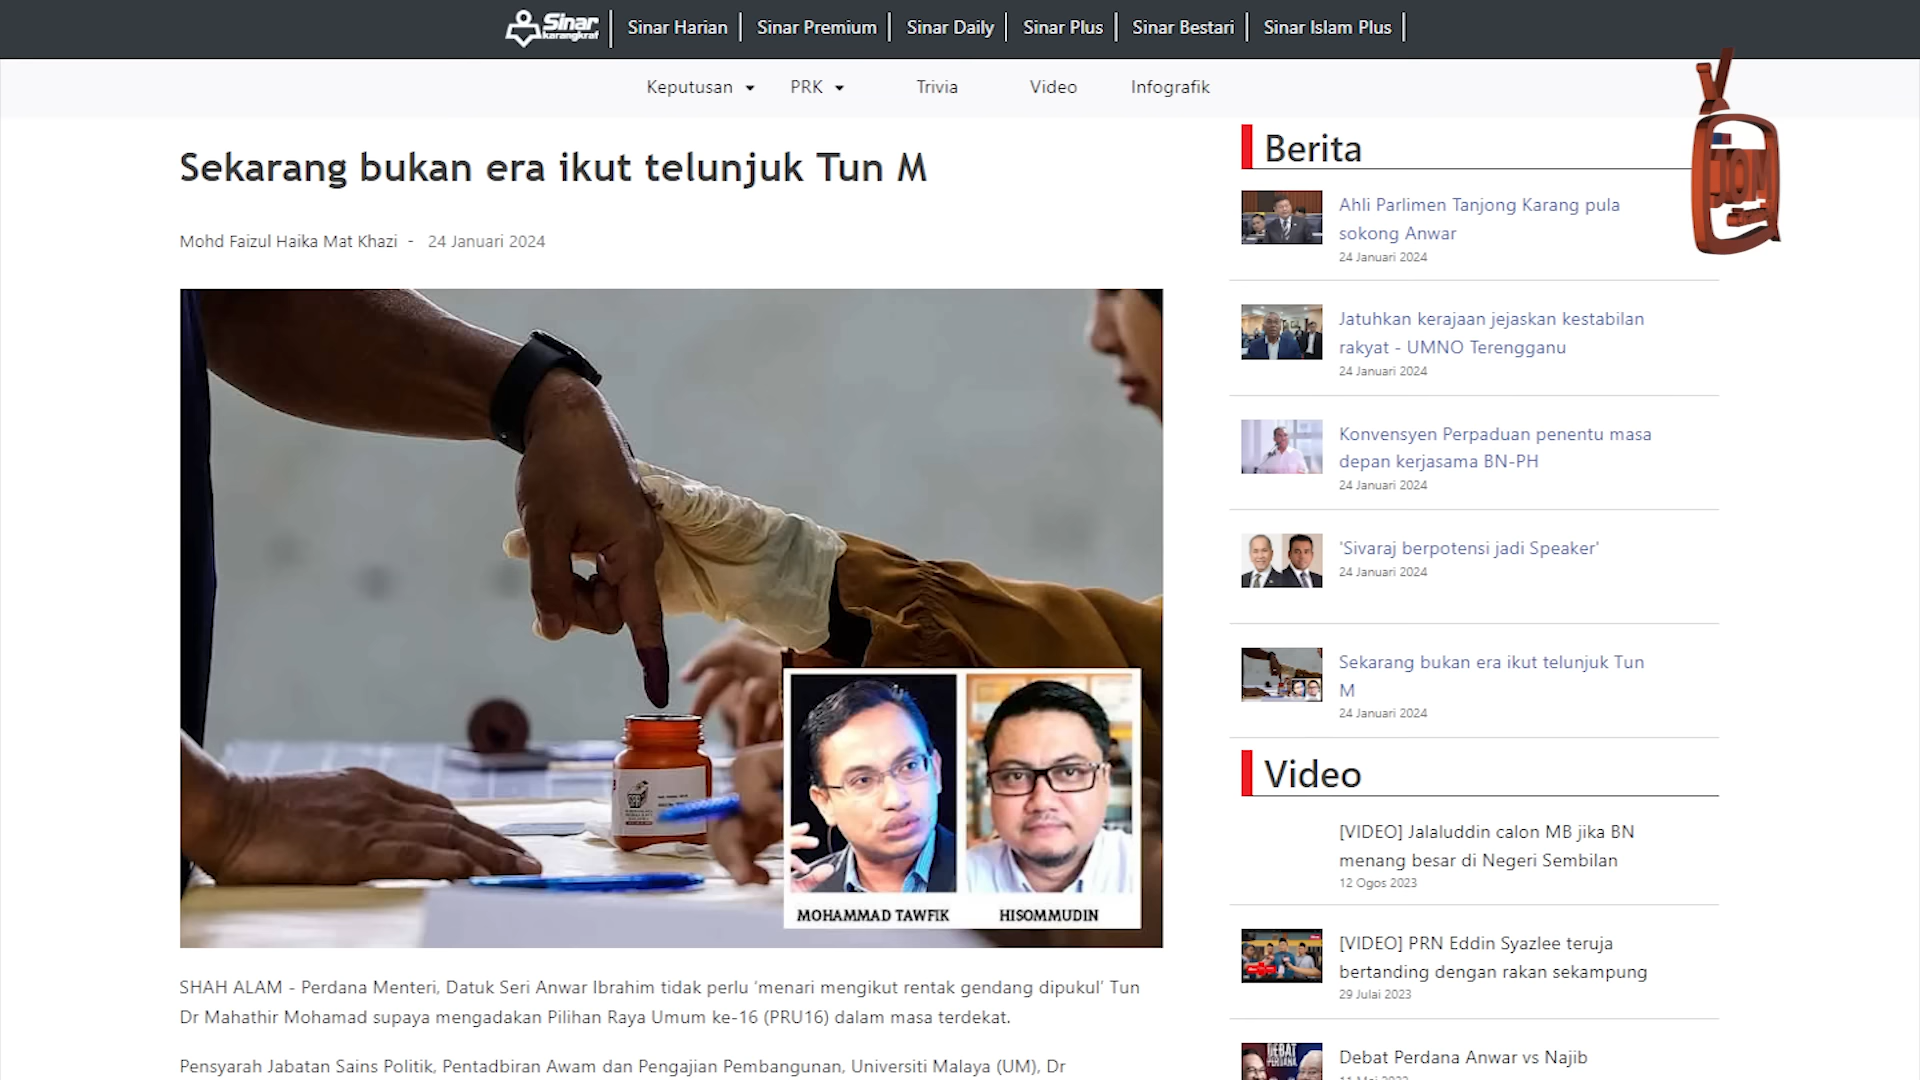 Sinar
karangkraf
Sinar Harian
Sinar Premium
Sinar Daily
Sinar Plus
Sinar Bestari
Sinar Islam Plus
Keputusan
PRK
Trivia
Video
Infografik
Sekarang bukan era ikut telunjuk Tun M
Mohd Faizul Haika Mat Khazi - 24 Januari 2024
MOHAMMAD TAWFIK
HISOMMUDIN
SHAH ALAM - Perdana Menteri, Datuk Seri Anwar Ibrahim tidak perlu ‘menari mengikut rentak gendang dipukul’ Tun
Dr Mahathir Mohamad supaya mengadakan Pilihan Raya Umum ke-16 (PRU16) dalam masa terdekat.
Pensyarah Jabatan Sains Politik, Pentadbiran Awam dan Pengajian Pembangunan, Universiti Malaya (UM), Dr
JOM
Berita
Ahli Parlimen Tanjong Karang pula
sokong Anwar
24 Januari 2024
Jatuhkan kerajaan jejaskan kestabilan
rakyat - UMNO Terengganu
24 Januari 2024
Konvensyen Perpaduan penentu masa
depan kerjasama BN-PH
24 Januari 2024
'Sivaraj berpotensi jadi Speaker'
24 Januari 2024
Sekarang bukan era ikut telunjuk Tun
M
24 Januari 2024
Video
[VIDEO] Jalaluddin calon MB jika BN
menang besar di Negeri Sembilan
12 Ogos 2023
[VIDEO] PRN Eddin Syazlee teruja
bertanding dengan rakan sekampung
29 Julai 2023
DEBAT
Debat Perdana Anwar vs Najib